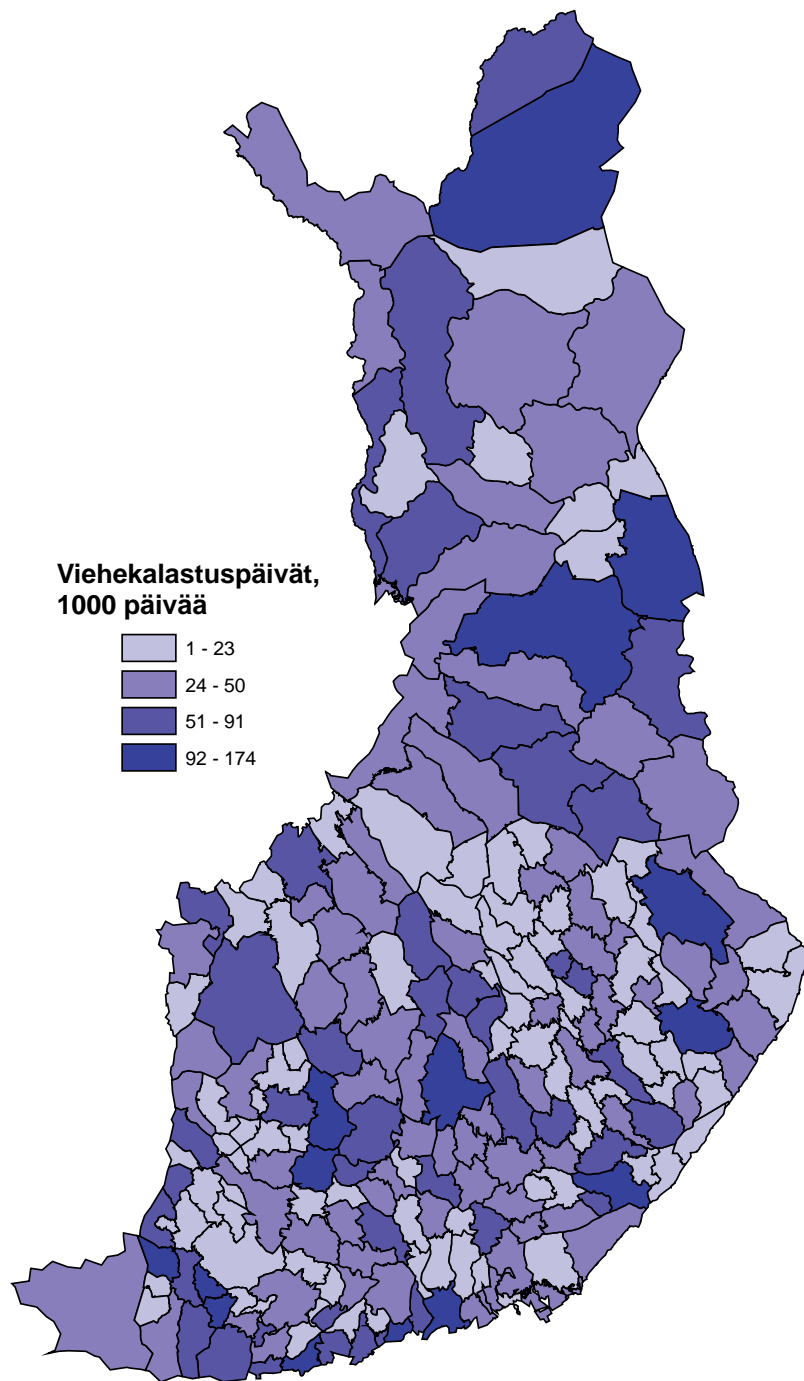 Viehekalastuspäivät,
1000 päivää
1 - 23
24 - 50
51 - 91
92 - 174